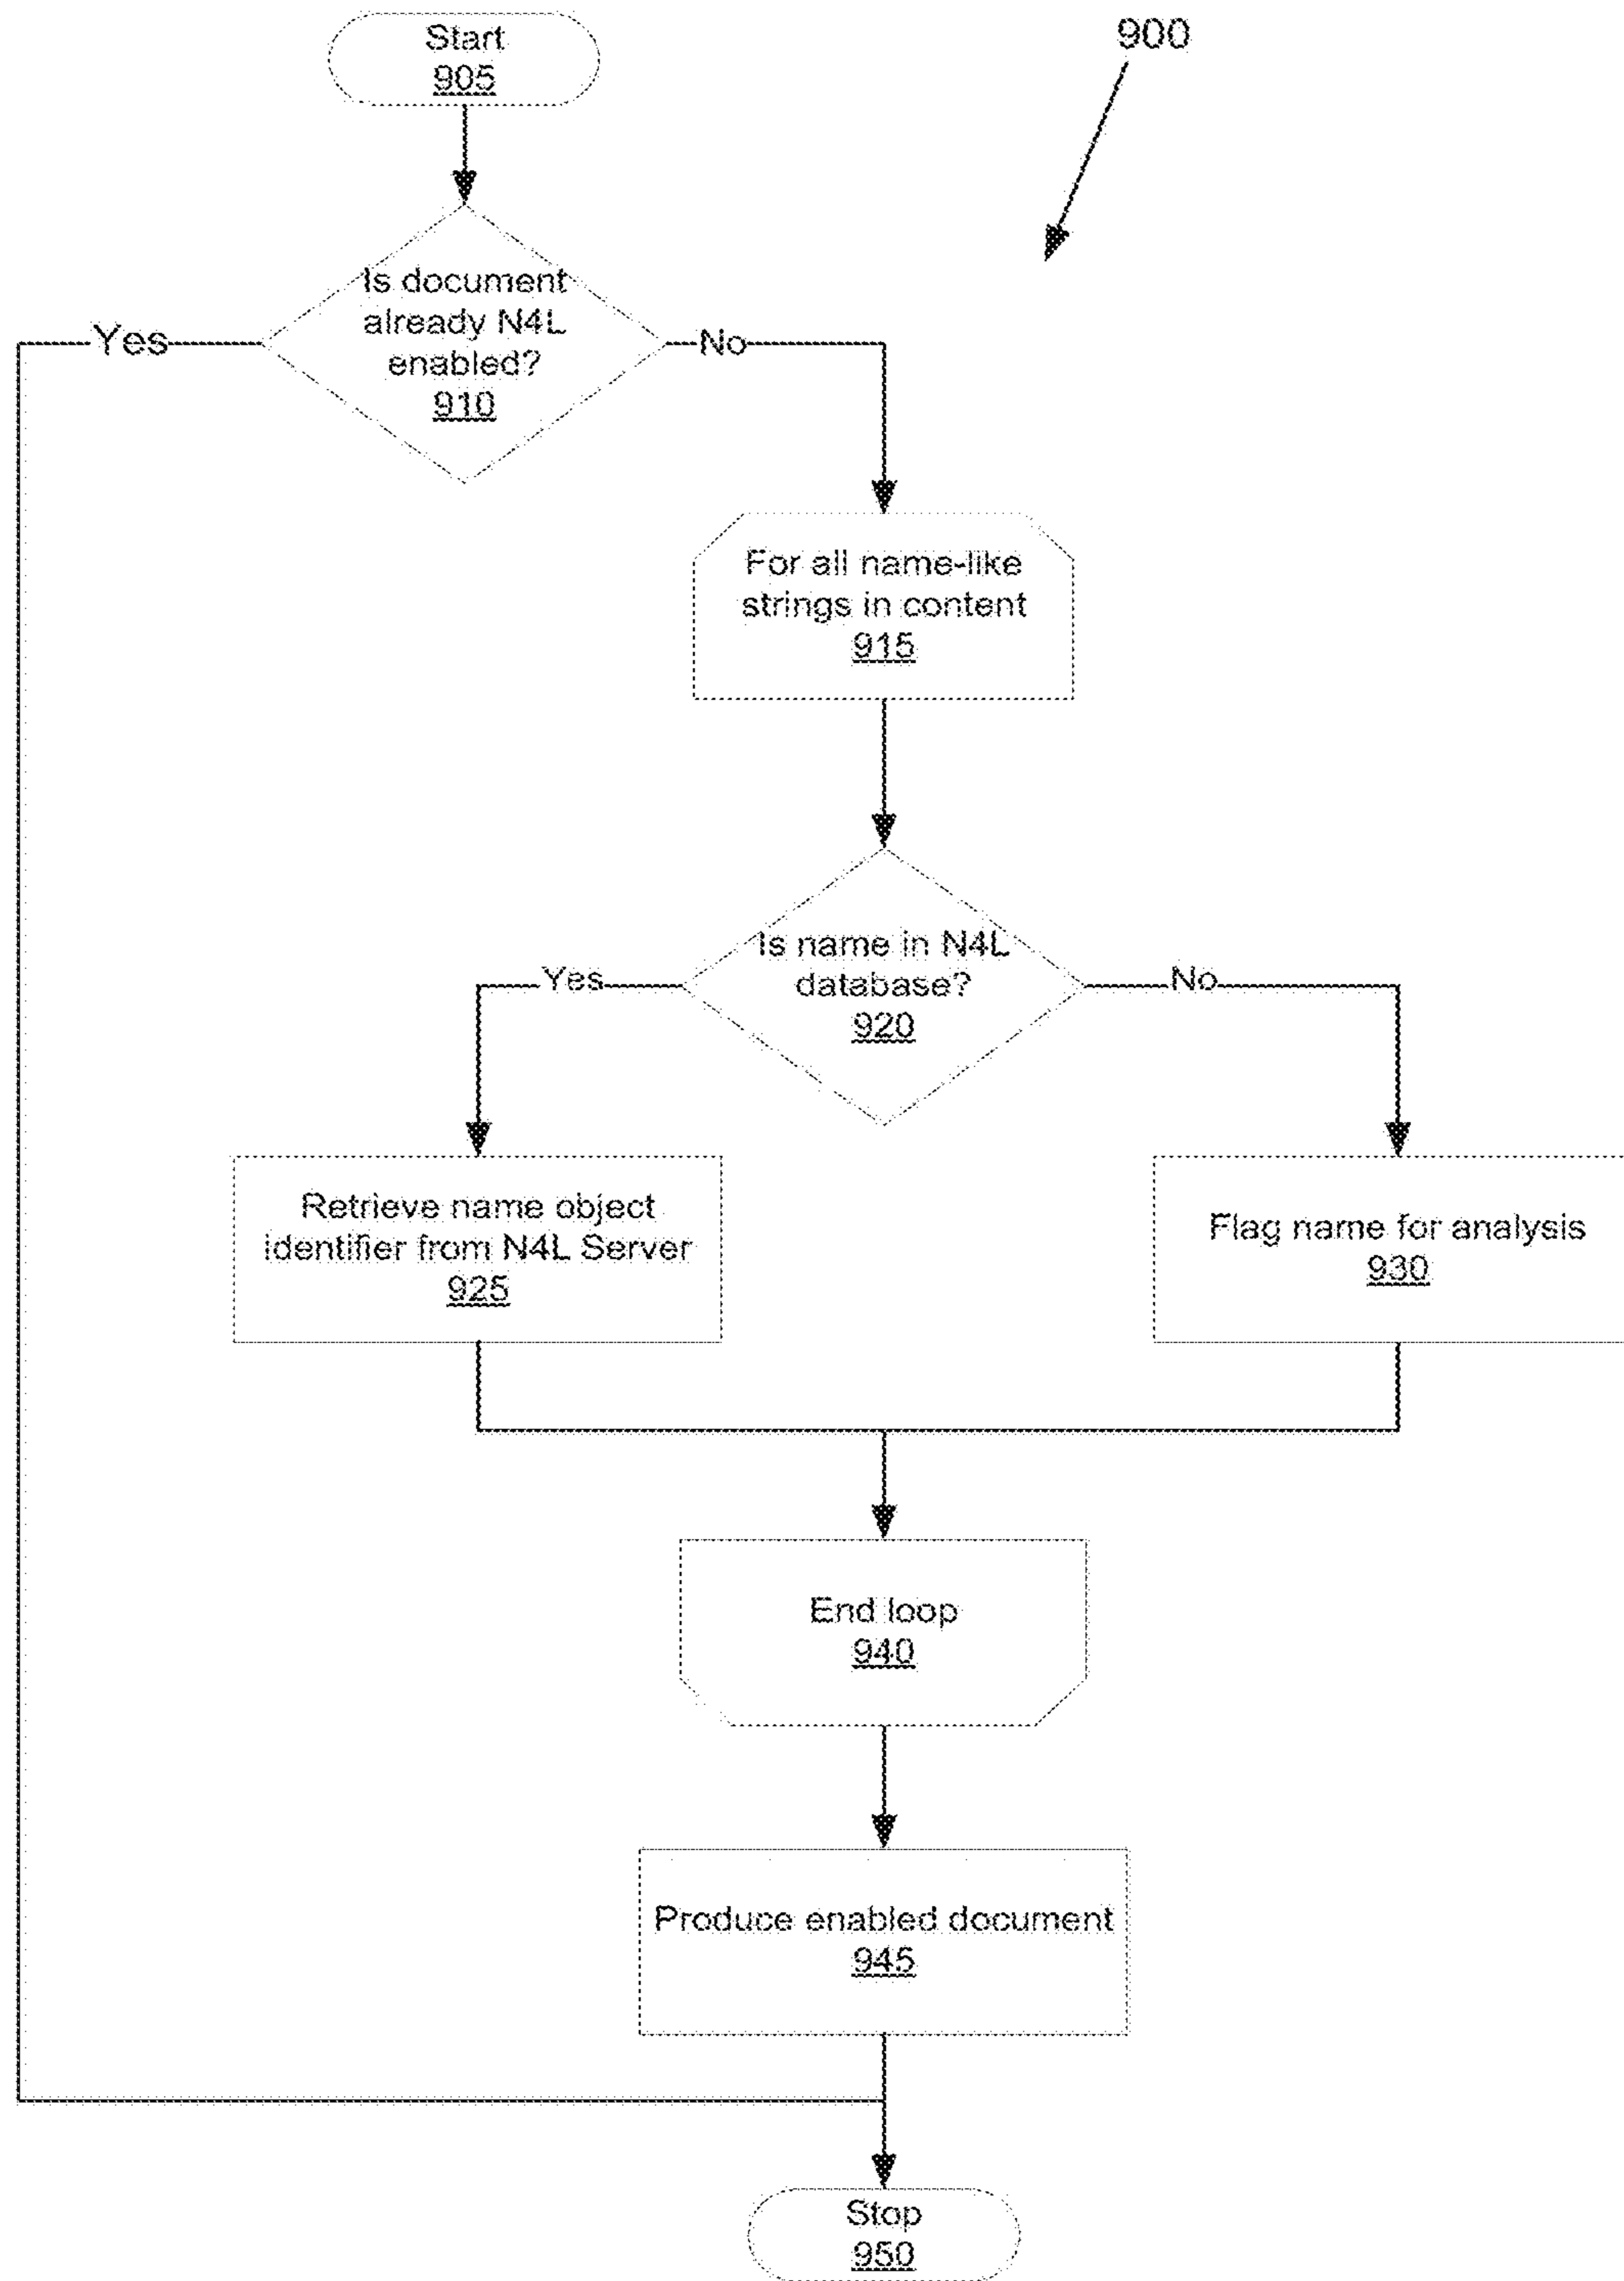 Start
905
900
Is document
already N4L
enabled?
910
Yes
No
For all name-like
strings in content
915
Is name in N4L
database?
920
Yes
No
Retrieve name object
identifier from N4L Server
925
Flag name for analysis
930
End loop
940
Produce enabled document
945
Stop
950